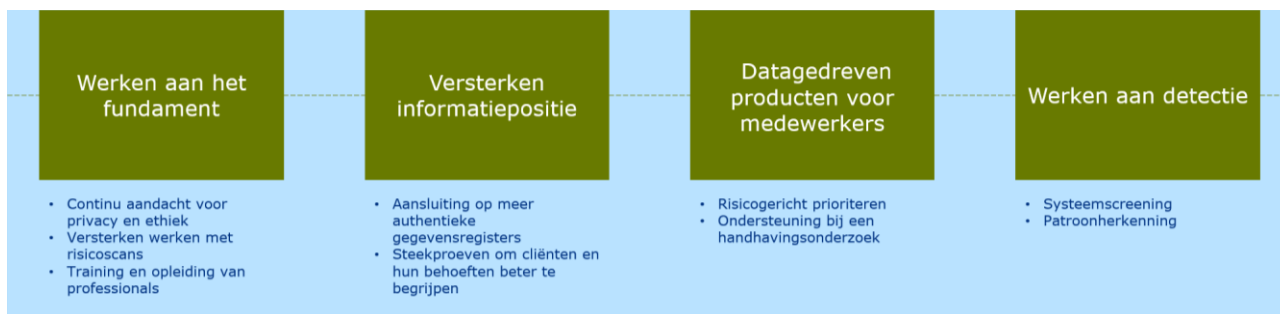 Werken aan het
fundament
• Continu aandacht voor
privacy en ethiek
• Versterken werken met
risicoscans
• Training en opleiding van
professionals
Versterken
informatiepositie
• Aansluiting op meer
authentieke
gegevensregisters
• Steekproeven om cliënten en
hun behoeften beter te
begrijpen
Datagedreven
producten voor
medewerkers
• Risicogericht prioriteren
• Ondersteuning bij een
handhavingsonderzoek
Werken aan detectie
• Systeemscreening
• Patroonherkenning